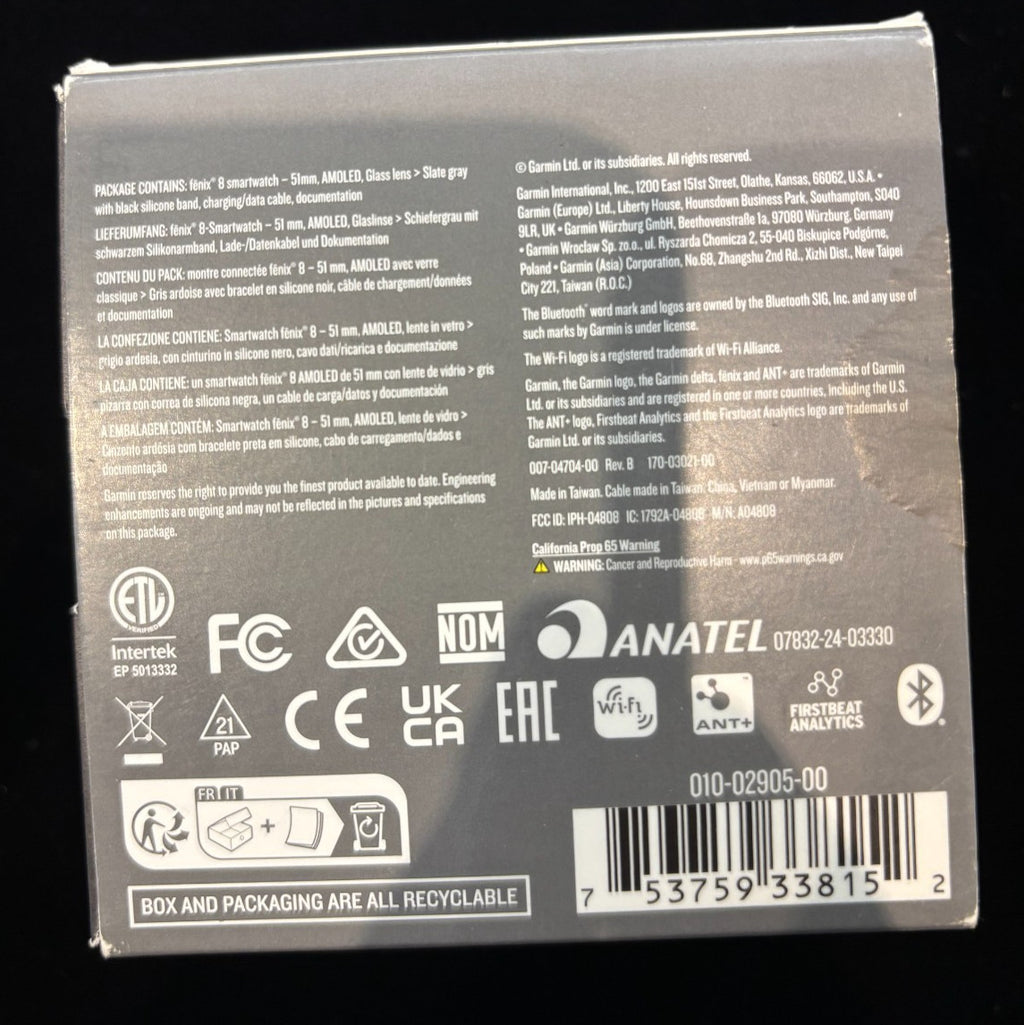 PACKAGE CONTAINS: fēnix® 8 smartwatch – 51mm, AMOLED, Glass lens > Slate gray
with black silicone band, charging/data cable, documentation
LIEFERUMFANG: fēnix® 8-Smartwatch – 51 mm, AMOLED, Glaslinse > Schiefergrau mit
schwarzem Silikonarmband, Lade-/Datenkabel und Dokumentation
CONTENU DU PACK: montre connectée fēnix® 8 – 51 mm, AMOLED avec verre
classique > Gris ardoise avec bracelet en silicone noir, câble de chargement/données
et documentation
LA CONFEZIONE CONTIENE: Smartwatch fēnix® 8 – 51 mm, AMOLED, lente in vetro >
grigio ardesia, con cinturino in silicone nero, cavo dati/ricarica e documentazione
LA CAJA CONTIENE: un smartwatch fēnix® 8 AMOLED de 51 mm con lente de vidrio > gris
pizarra con correa de silicona negra, un cable de carga/datos y documentación
A EMBALAGEM CONTÉM: Smartwatch fēnix® 8 – 51 mm, AMOLED, lente de vidro >
Cinzento ardósia com bracelete preta em silicone, cabo de carregamento/dados e
documentação
Garmin reserves the right to provide you the finest product available to date. Engineering
enhancements are ongoing and may not be reflected in the pictures and specifications
on this package.
© Garmin Ltd. or its subsidiaries. All rights reserved.
Garmin International, Inc., 1200 East 151st Street, Olathe, Kansas, 66062, U.S.A. •
Garmin (Europe) Ltd., Liberty House, Hounsdown Business Park, Southampton, SO40
9LR, UK • Garmin Würzburg GmbH, Beethovenstraße 1a, 97080 Würzburg, Germany
• Garmin Wroclaw Sp. zo.o., ul. Ryszarda Chomicza 2, 55-040 Biskupice Podgórne,
Poland • Garmin (Asia) Corporation, No.68, Zhangshu 2nd Rd., Xizhi Dist., New Taipei
City 221, Taiwan (R.O.C.)
The Bluetooth® word mark and logos are owned by the Bluetooth SIG, Inc. and any use of
such marks by Garmin is under license.
The Wi-Fi logo is a registered trademark of Wi-Fi Alliance.
Garmin, the Garmin logo, the Garmin delta, fēnix and ANT+ are trademarks of Garmin
Ltd. or its subsidiaries and are registered in one or more countries, including the U.S.
The ANT+ logo, Firstbeat Analytics and the Firstbeat Analytics logo are trademarks of
Garmin Ltd. or its subsidiaries.
007-04704-00 Rev. B 170-03021-00
Made in Taiwan. Cable made in Taiwan, China, Vietnam or Myanmar.
FCC ID: IPH-04808 IC: 1792A-04808 M/N: A04808
California Prop 65 Warning
WARNING: Cancer and Reproductive Harm - www.p65warnings.ca.gov
ETL VERIFIED
Intertek
EP 5013332
FC
NOM
ANATEL 07832-24-03330
21
PAP
CE
UK
CA
EAC
Wi-Fi
ANT+™
FIRSTBEAT
ANALYTICS
®
FR IT
+
BOX AND PACKAGING ARE ALL RECYCLABLE
010-02905-00
7 53759 33815 2